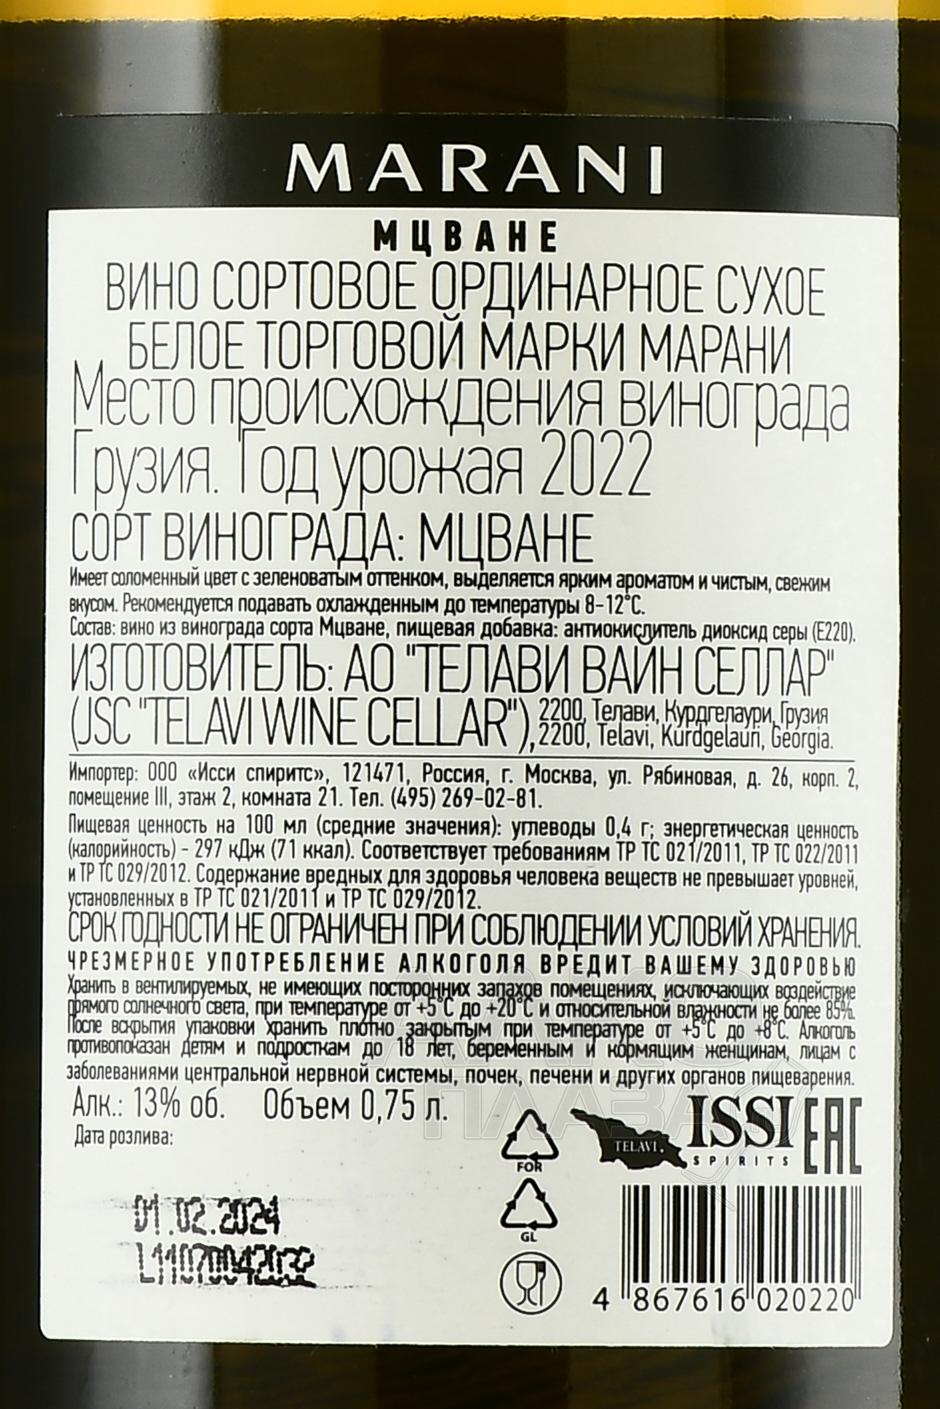 MARANI
МЦВАНЕ
ВИНО СОРТОВОЕ ОРДИНАРНОЕ СУХОЕ
БЕЛОЕ ТОРГОВОЙ МАРКИ МАРАНИ
Место происхождения винограда
Грузия. Год урожая 2022
СОРТ ВИНОГРАДА: МЦВАНЕ
Имеет соломенный цвет с зеленоватым оттенком, выделяется ярким ароматом и чистым, свежим
вкусом. Рекомендуется подавать охлажденным до температуры 8-12°С.
Состав: вино из винограда сорта Мцване, пищевая добавка: антиокислитель диоксид серы (Е220).
ИЗГОТОВИТЕЛЬ: АО "ТЕЛАВИ ВАЙН СЕЛЛАР"
(JSC "TELAVI WINE CELLAR"), 2200, Телави, Курдгелаури, Грузия
2200, Telavi, Kurdgelauri, Georgia.
Импортер: ООО «Исси спиритс», 121471, Россия, г. Москва, ул. Рябиновая, д. 26, корп. 2,
помещение III, этаж 2, комната 21. Тел. (495) 269-02-81.
Пищевая ценность на 100 мл (средние значения): углеводы 0,4 г; энергетическая ценность
(калорийность) - 297 кДж (71 ккал). Соответствует требованиям ТР ТС 021/2011, ТР ТС 022/2011
и ТР ТС 029/2012. Содержание вредных для здоровья человека веществ не превышает уровней,
установленных в ТР ТС 021/2011 и ТР ТС 029/2012.
СРОК ГОДНОСТИ НЕ ОГРАНИЧЕН ПРИ СОБЛЮДЕНИИ УСЛОВИЙ ХРАНЕНИЯ.
ЧРЕЗМЕРНОЕ УПОТРЕБЛЕНИЕ АЛКОГОЛЯ ВРЕДИТ ВАШЕМУ ЗДОРОВЬЮ
Хранить в вентилируемых, не имеющих посторонних запахов помещениях, исключающих воздействие
прямого солнечного света, при температуре от +5°С до +20°С и относительной влажности не более 85%.
После вскрытия упаковки хранить плотно закрытым при температуре от +5°С до +8°С. Алкоголь
противопоказан детям и подросткам до 18 лет, беременным и кормящим женщинам, лицам с
заболеваниями центральной нервной системы, почек, печени и других органов пищеварения.
Алк.: 13% об. Объем 0,75 л.
Дата розлива:
FOR
TELAVI
ISSI
SPIRITS
EAC
GL
01.02.2024
L11070042032
4 867616 020220